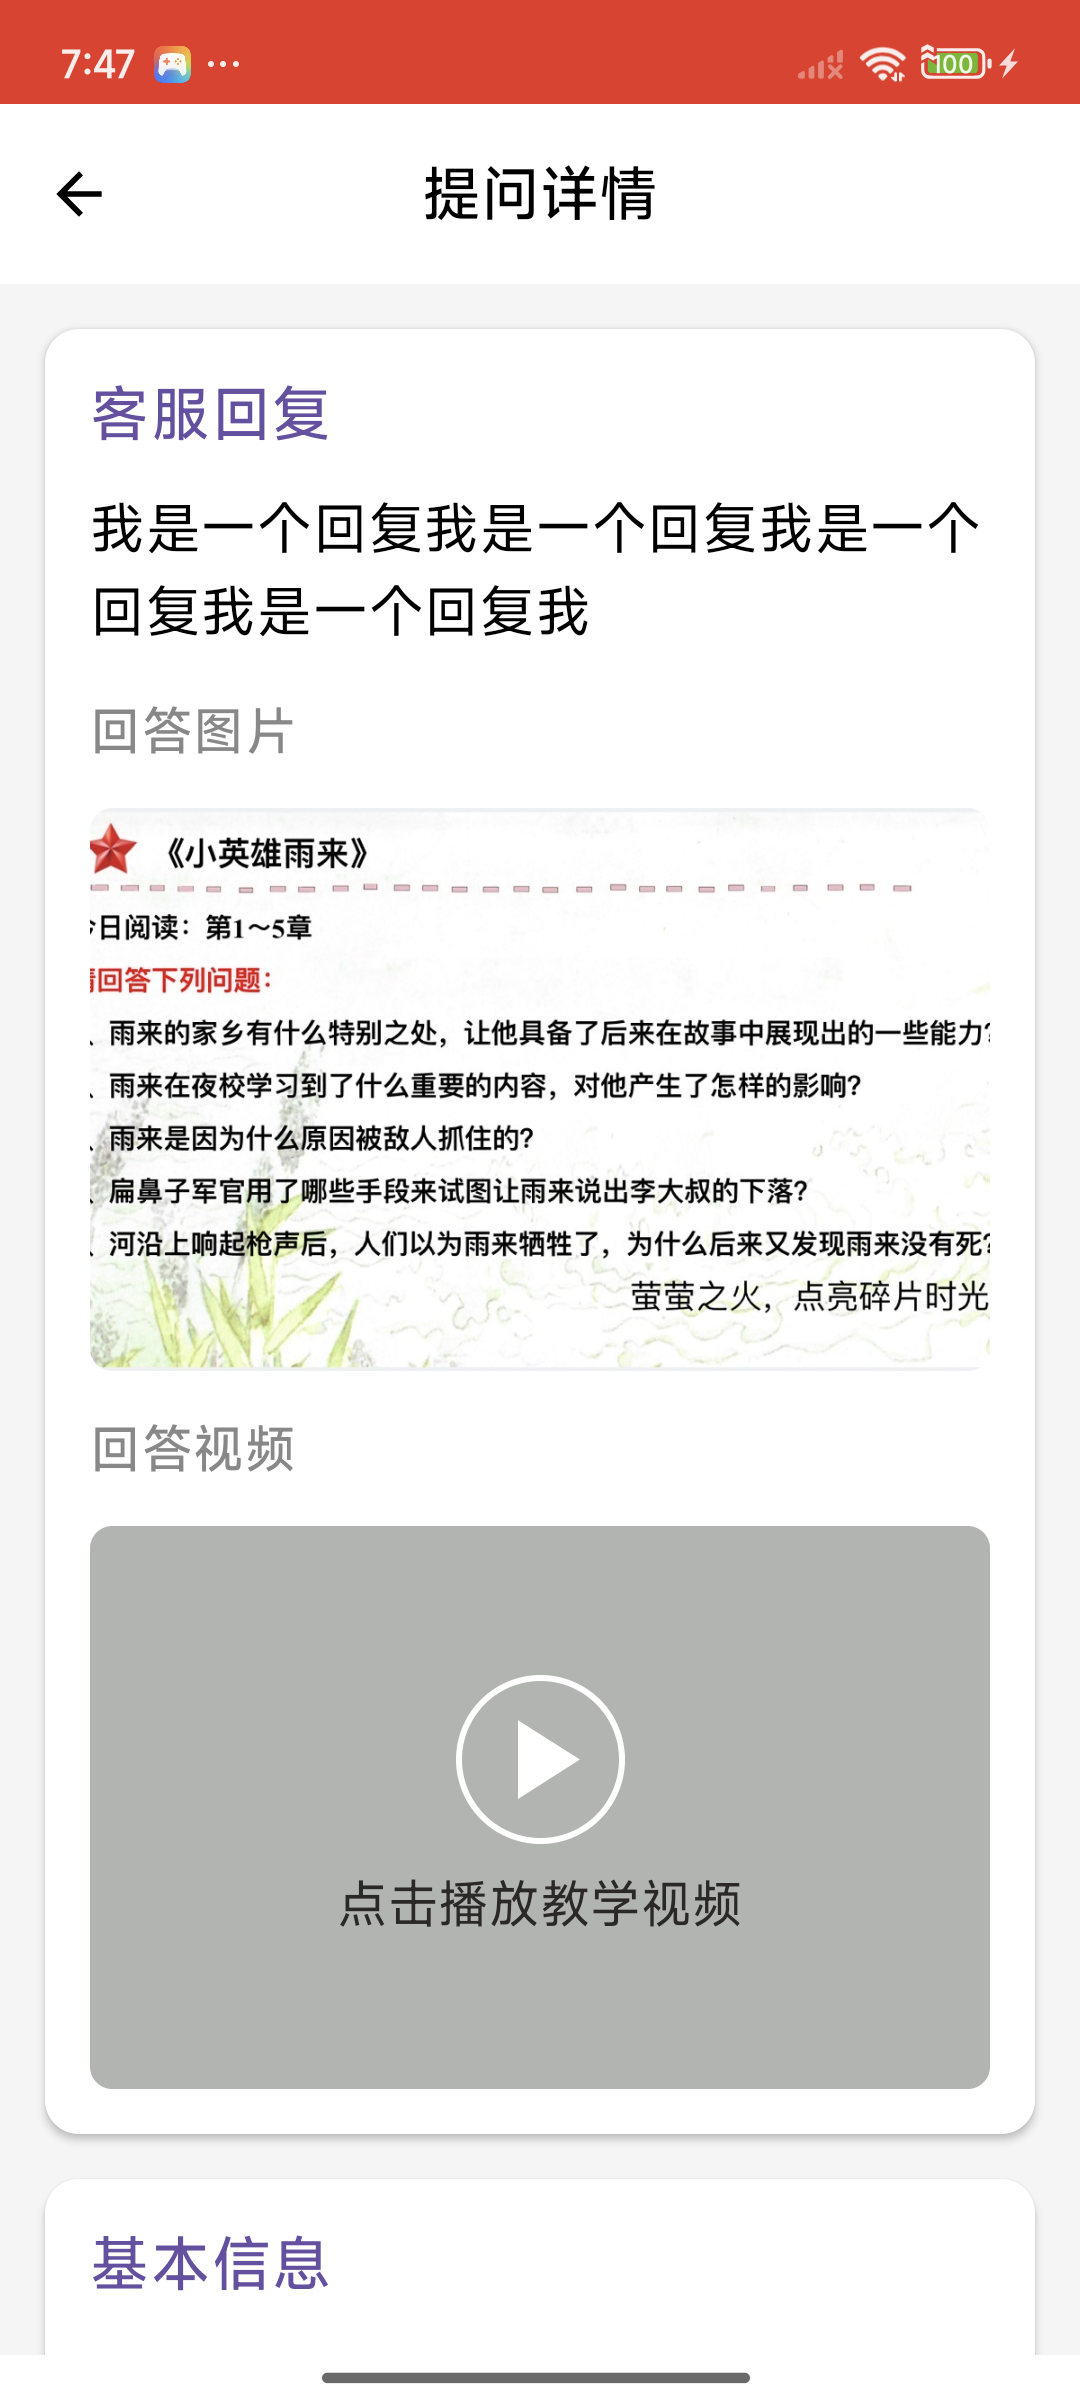 7:47
100
提问详情
客服回复
我是一个回复我是一个回复我是一个
回复我是一个回复我
回答图片
《小英雄雨来》
日阅读：第1～5章
回答下列问题：
、雨来的家乡有什么特别之处，让他具备了后来在故事中展现出的一些能力?
、雨来在夜校学习到了什么重要的内容，对他产生了怎样的影响?
、雨来是因为什么原因被敌人抓住的?
、扁鼻子军官用了哪些手段来试图让雨来说出李大叔的下落?
、河沿上响起枪声后，人们以为雨来牺牲了，为什么后来又发现雨来没有死?
萤萤之火，点亮碎片时光
回答视频
点击播放教学视频
基本信息